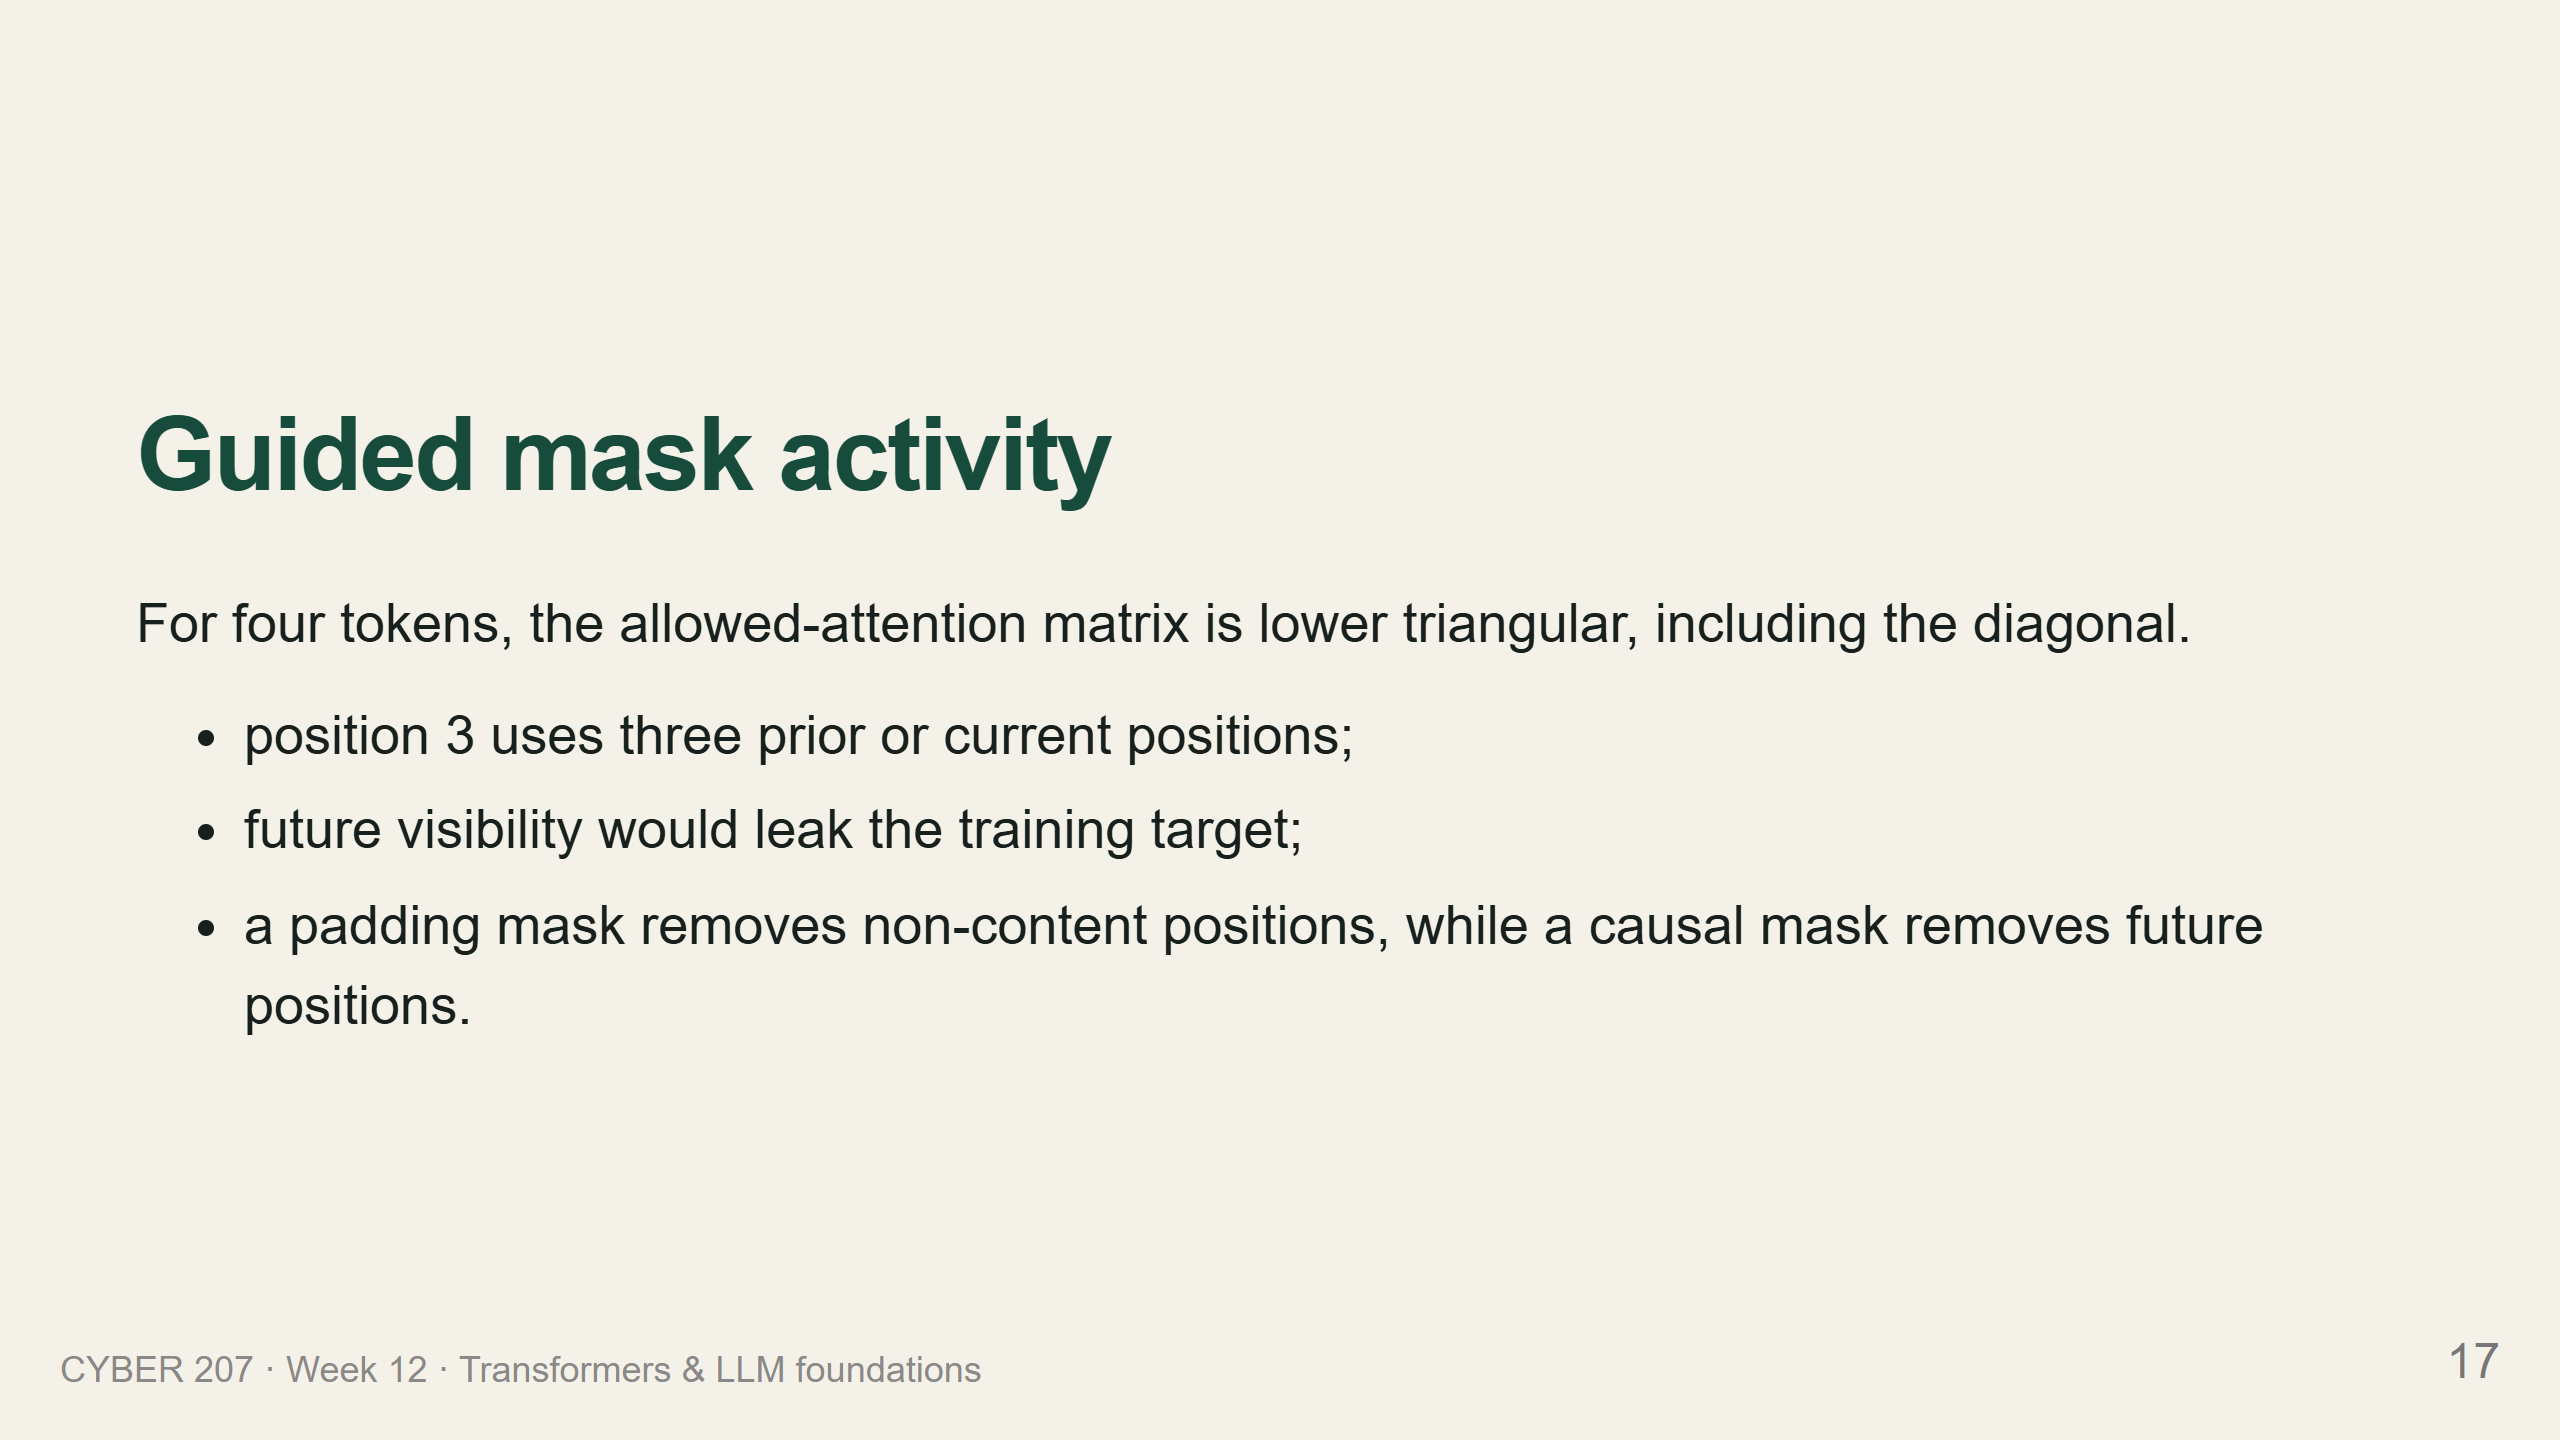 Guided mask activity
For four tokens, the allowed-attention matrix is lower triangular, including the diagonal.
• position 3 uses three prior or current positions;
• future visibility would leak the training target;
• a padding mask removes non-content positions, while a causal mask removes future
positions.
CYBER 207 · Week 12 · Transformers & LLM foundations
17